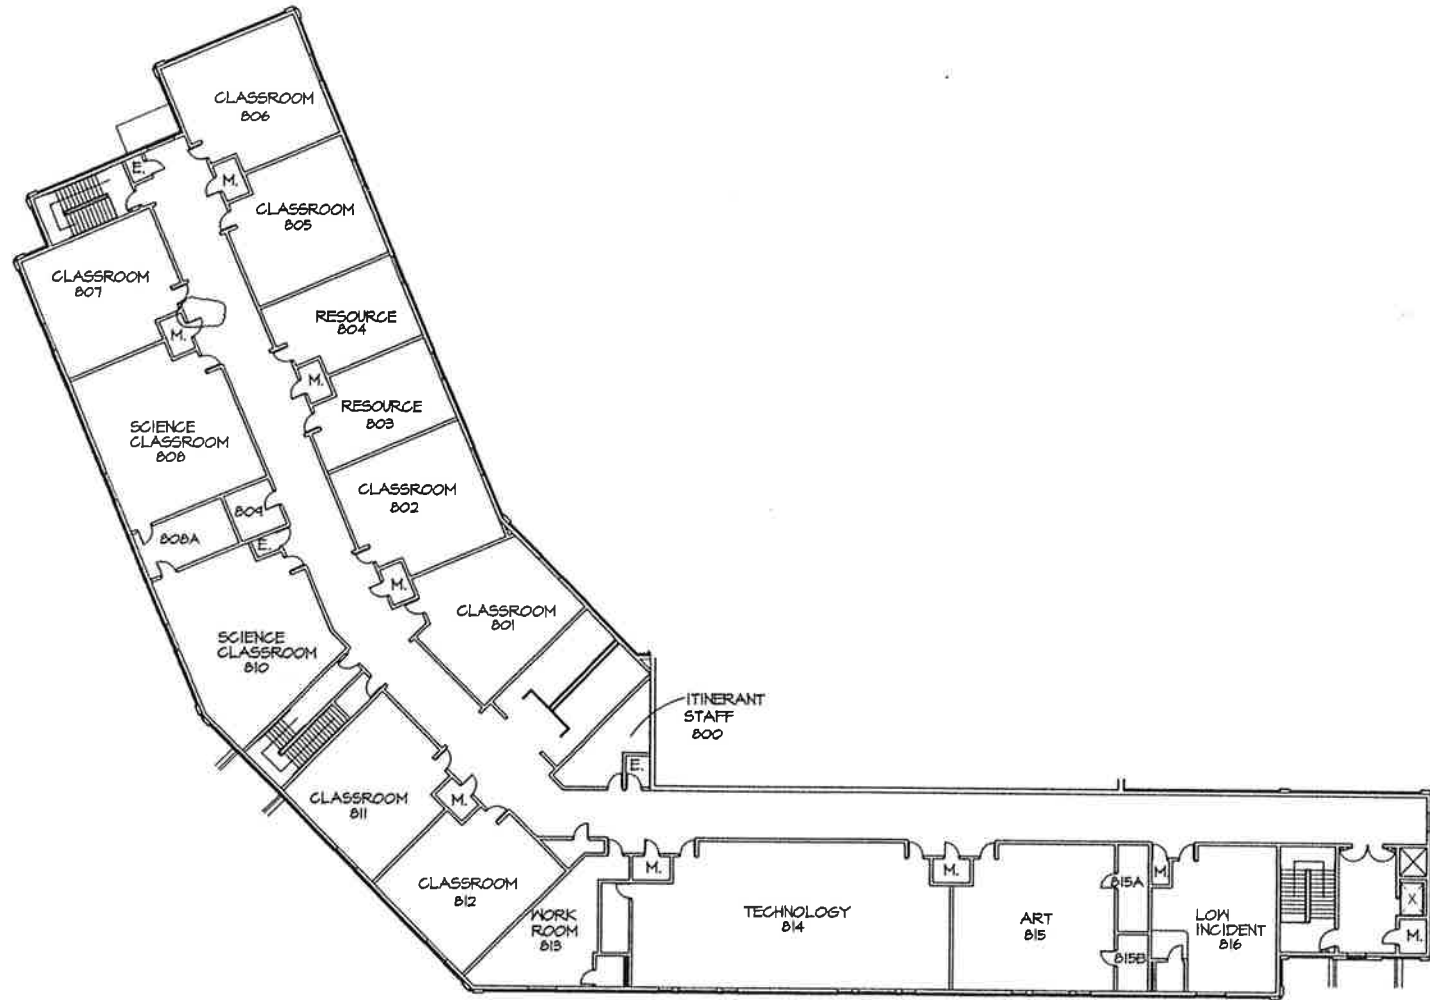 CLASSROOM
806
E.
M.
CLASSROOM
805
CLASSROOM
807
RESOURCE
804
M.
M.
RESOURCE
803
SCIENCE
CLASSROOM
808
CLASSROOM
802
809
808A
E.
M.
CLASSROOM
801
SCIENCE
CLASSROOM
810
ITINERANT
STAFF
800
E.
CLASSROOM
811
M.
CLASSROOM
812
M.
WORK
ROOM
813
TECHNOLOGY
814
M.
ART
815
815A
815B
M.
LOW
INCIDENT
816
X
M.